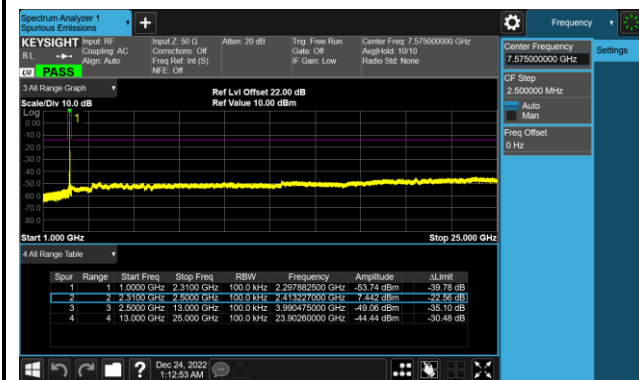 Spectrum Analyzer 1
Spurious Emissions
Frequency
KEYSIGHT Input: RF Input Z: 50 Ω Atten: 20 dB Trig: Free Run Center Freq: 7.575000000 GHz
RL Coupling: AC Corrections: Off Gate: Off Avg|Hold: 10/10
Align: Auto Freq Ref: Int (S) IF Gain: Low Radio Std: None
NFE: Off
LXI PASS
Center Frequency
7.575000000 GHz
Settings
CF Step
2.500000 MHz
Auto
Man
Freq Offset
0 Hz
3 All Range Graph
Ref Lvl Offset 22.00 dB
Scale/Div 10.0 dB Ref Value 10.00 dBm
Log
1
0.00
-10.0
-20.0
-30.0
-40.0
-50.0
-60.0
-70.0
-80.0
Start 1.000 GHz Stop 25.000 GHz
4 All Range Table
Spur Range Start Freq Stop Freq RBW Frequency Amplitude ΔLimit
1 1 1.0000 GHz 2.3100 GHz 100.0 kHz 2.297882500 GHz -53.74 dBm -39.78 dB
2 2 2.3100 GHz 2.5000 GHz 100.0 kHz 2.413227000 GHz 7.442 dBm -22.56 dB
3 3 2.5000 GHz 13.000 GHz 100.0 kHz 3.990475000 GHz -49.06 dBm -35.10 dB
4 4 13.000 GHz 25.000 GHz 100.0 kHz 23.90260000 GHz -44.44 dBm -30.48 dB
Dec 24, 2022
1:12:53 AM